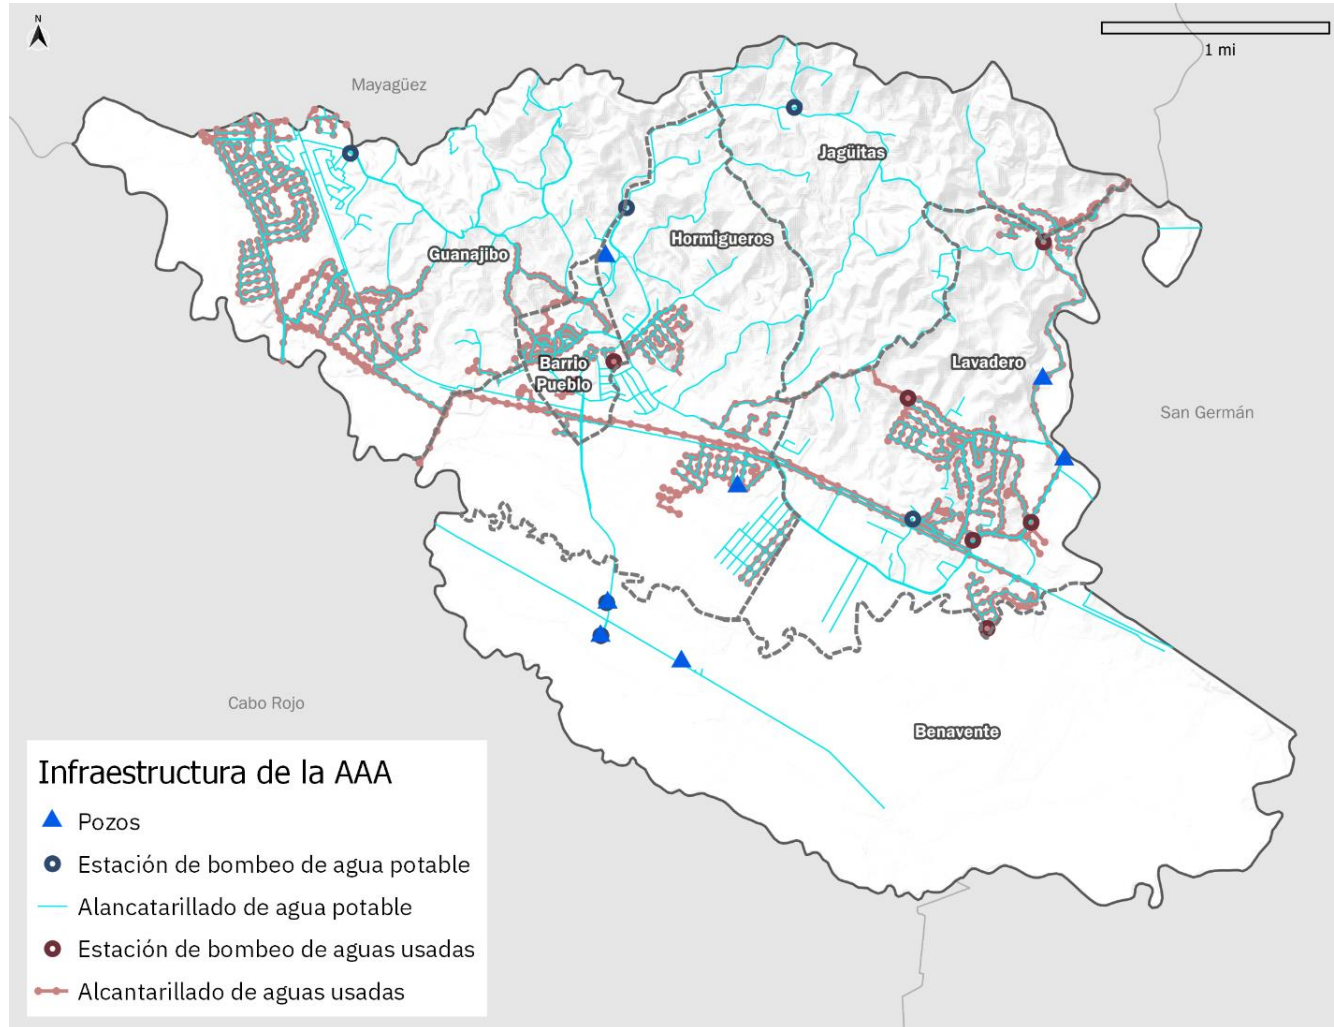 N
1 mi
Mayagüez
Jagüitas
Hormigueros
Guanajibo
Lavadero
Barrio
Pueblo
San Germán
Cabo Rojo
Benavente
Infraestructura de la AAA
Pozos
Estación de bombeo de agua potable
Alancatarillado de agua potable
Estación de bombeo de aguas usadas
Alcantarillado de aguas usadas